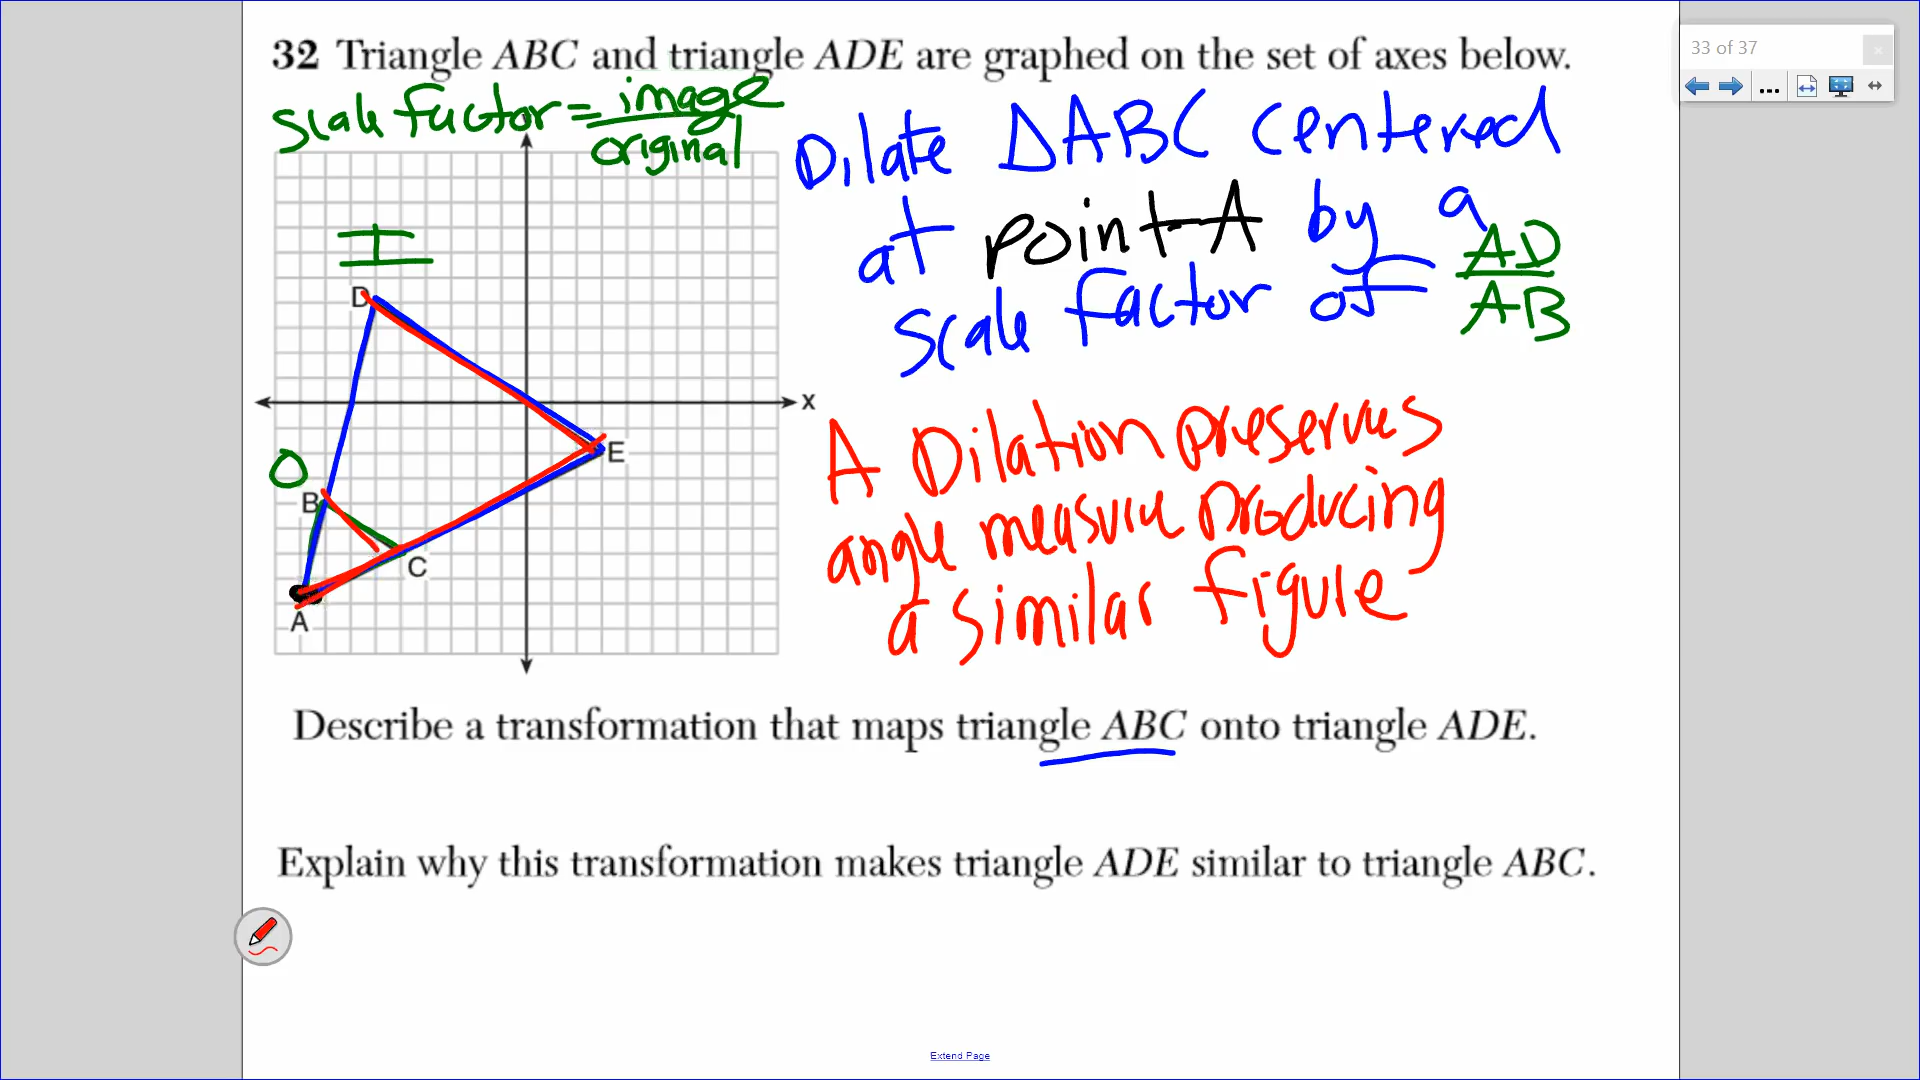 33 of 37
32 Triangle ABC and triangle ADE are graphed on the set of axes below.
Scale factor = image
original
Dilate △ABC centered
at point A by a
Scale factor of AD
AB
I
D
x
E
O
B
C
A
A Dilation preserves
angle measure producing
a similar figure
Describe a transformation that maps triangle ABC onto triangle ADE.
Explain why this transformation makes triangle ADE similar to triangle ABC.
Extend Page